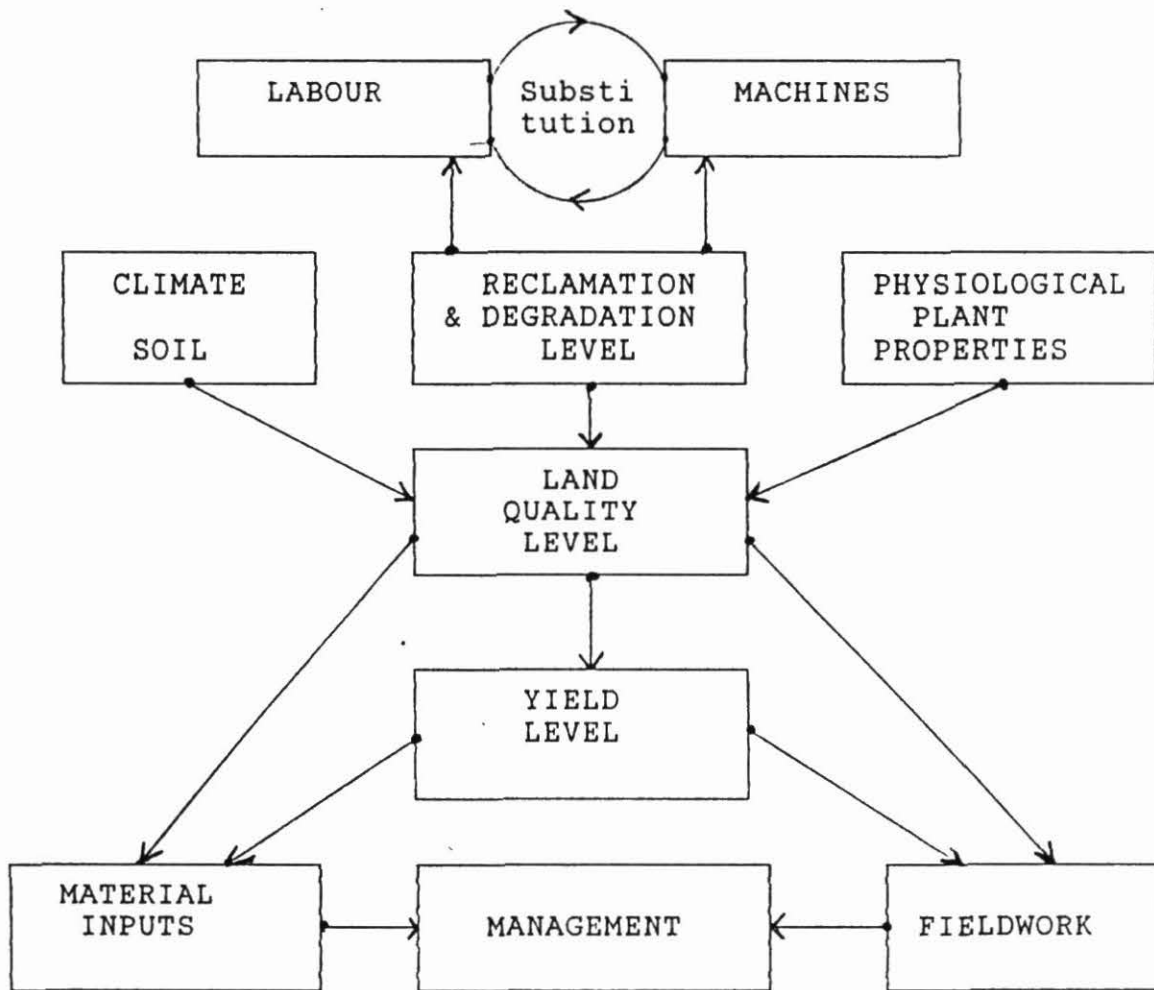 LABOUR
Substi
tution
MACHINES
CLIMATE
SOIL
RECLAMATION
& DEGRADATION
LEVEL
PHYSIOLOGICAL
PLANT
PROPERTIES
LAND
QUALITY
LEVEL
YIELD
LEVEL
MATERIAL
INPUTS
MANAGEMENT
FIELDWORK